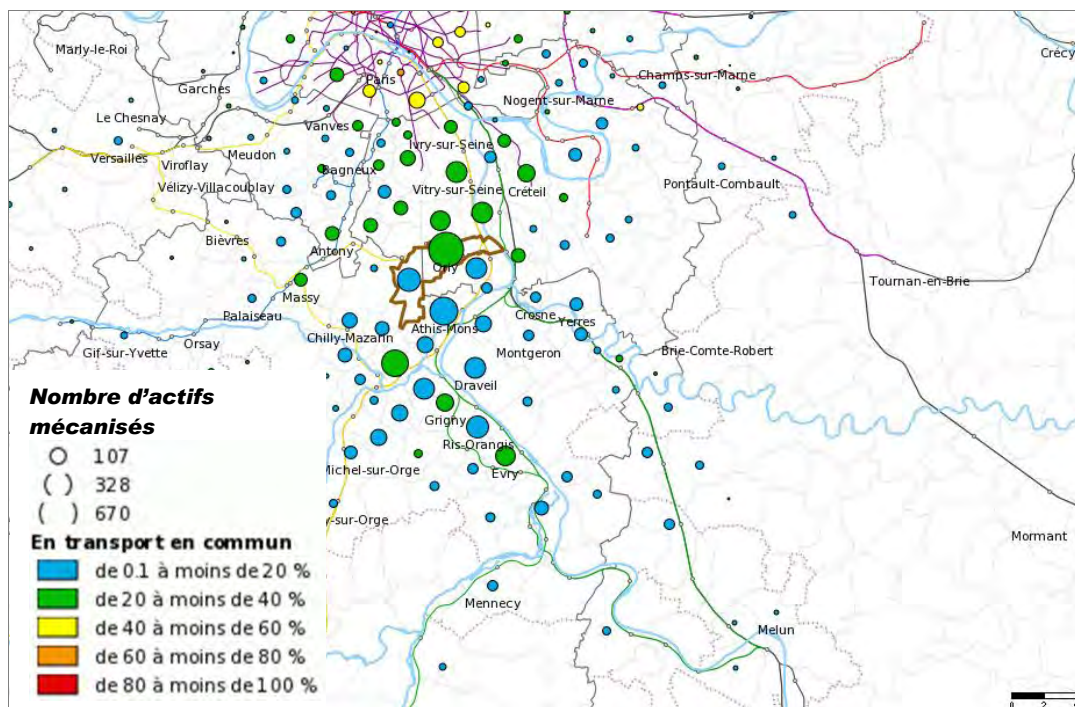 Marly-le-Roi
Crécy
Champs-sur-Marne
Paris
Garches
Nogent-sur-Marne
Le Chesnay
Vanves
Ivry-sur-Seine
Versailles
Viroflay
Meudon
Bagneux
Vélizy-Villacoublay
Vitry-sur-Seine
Créteil
Pontault-Combault
Bièvres
Antony
Orly
Tournan-en-Brie
Massy
Palaiseau
Crosne
Yerres
Athis-Mons
Chilly-Mazarin
Orsay
Gif-sur-Yvette
Montgeron
Brie-Comte-Robert
Draveil
Grigny
Ris-Orangis
Michel-sur-Orge
Evry
y-sur-Orge
Mormant
Mennecy
Melun
Nombre d'actifs
mécanisés
107
328
670
En transport en commun
de 0.1 à moins de 20 %
de 20 à moins de 40 %
de 40 à moins de 60 %
de 60 à moins de 80 %
de 80 à moins de 100 %
0 2